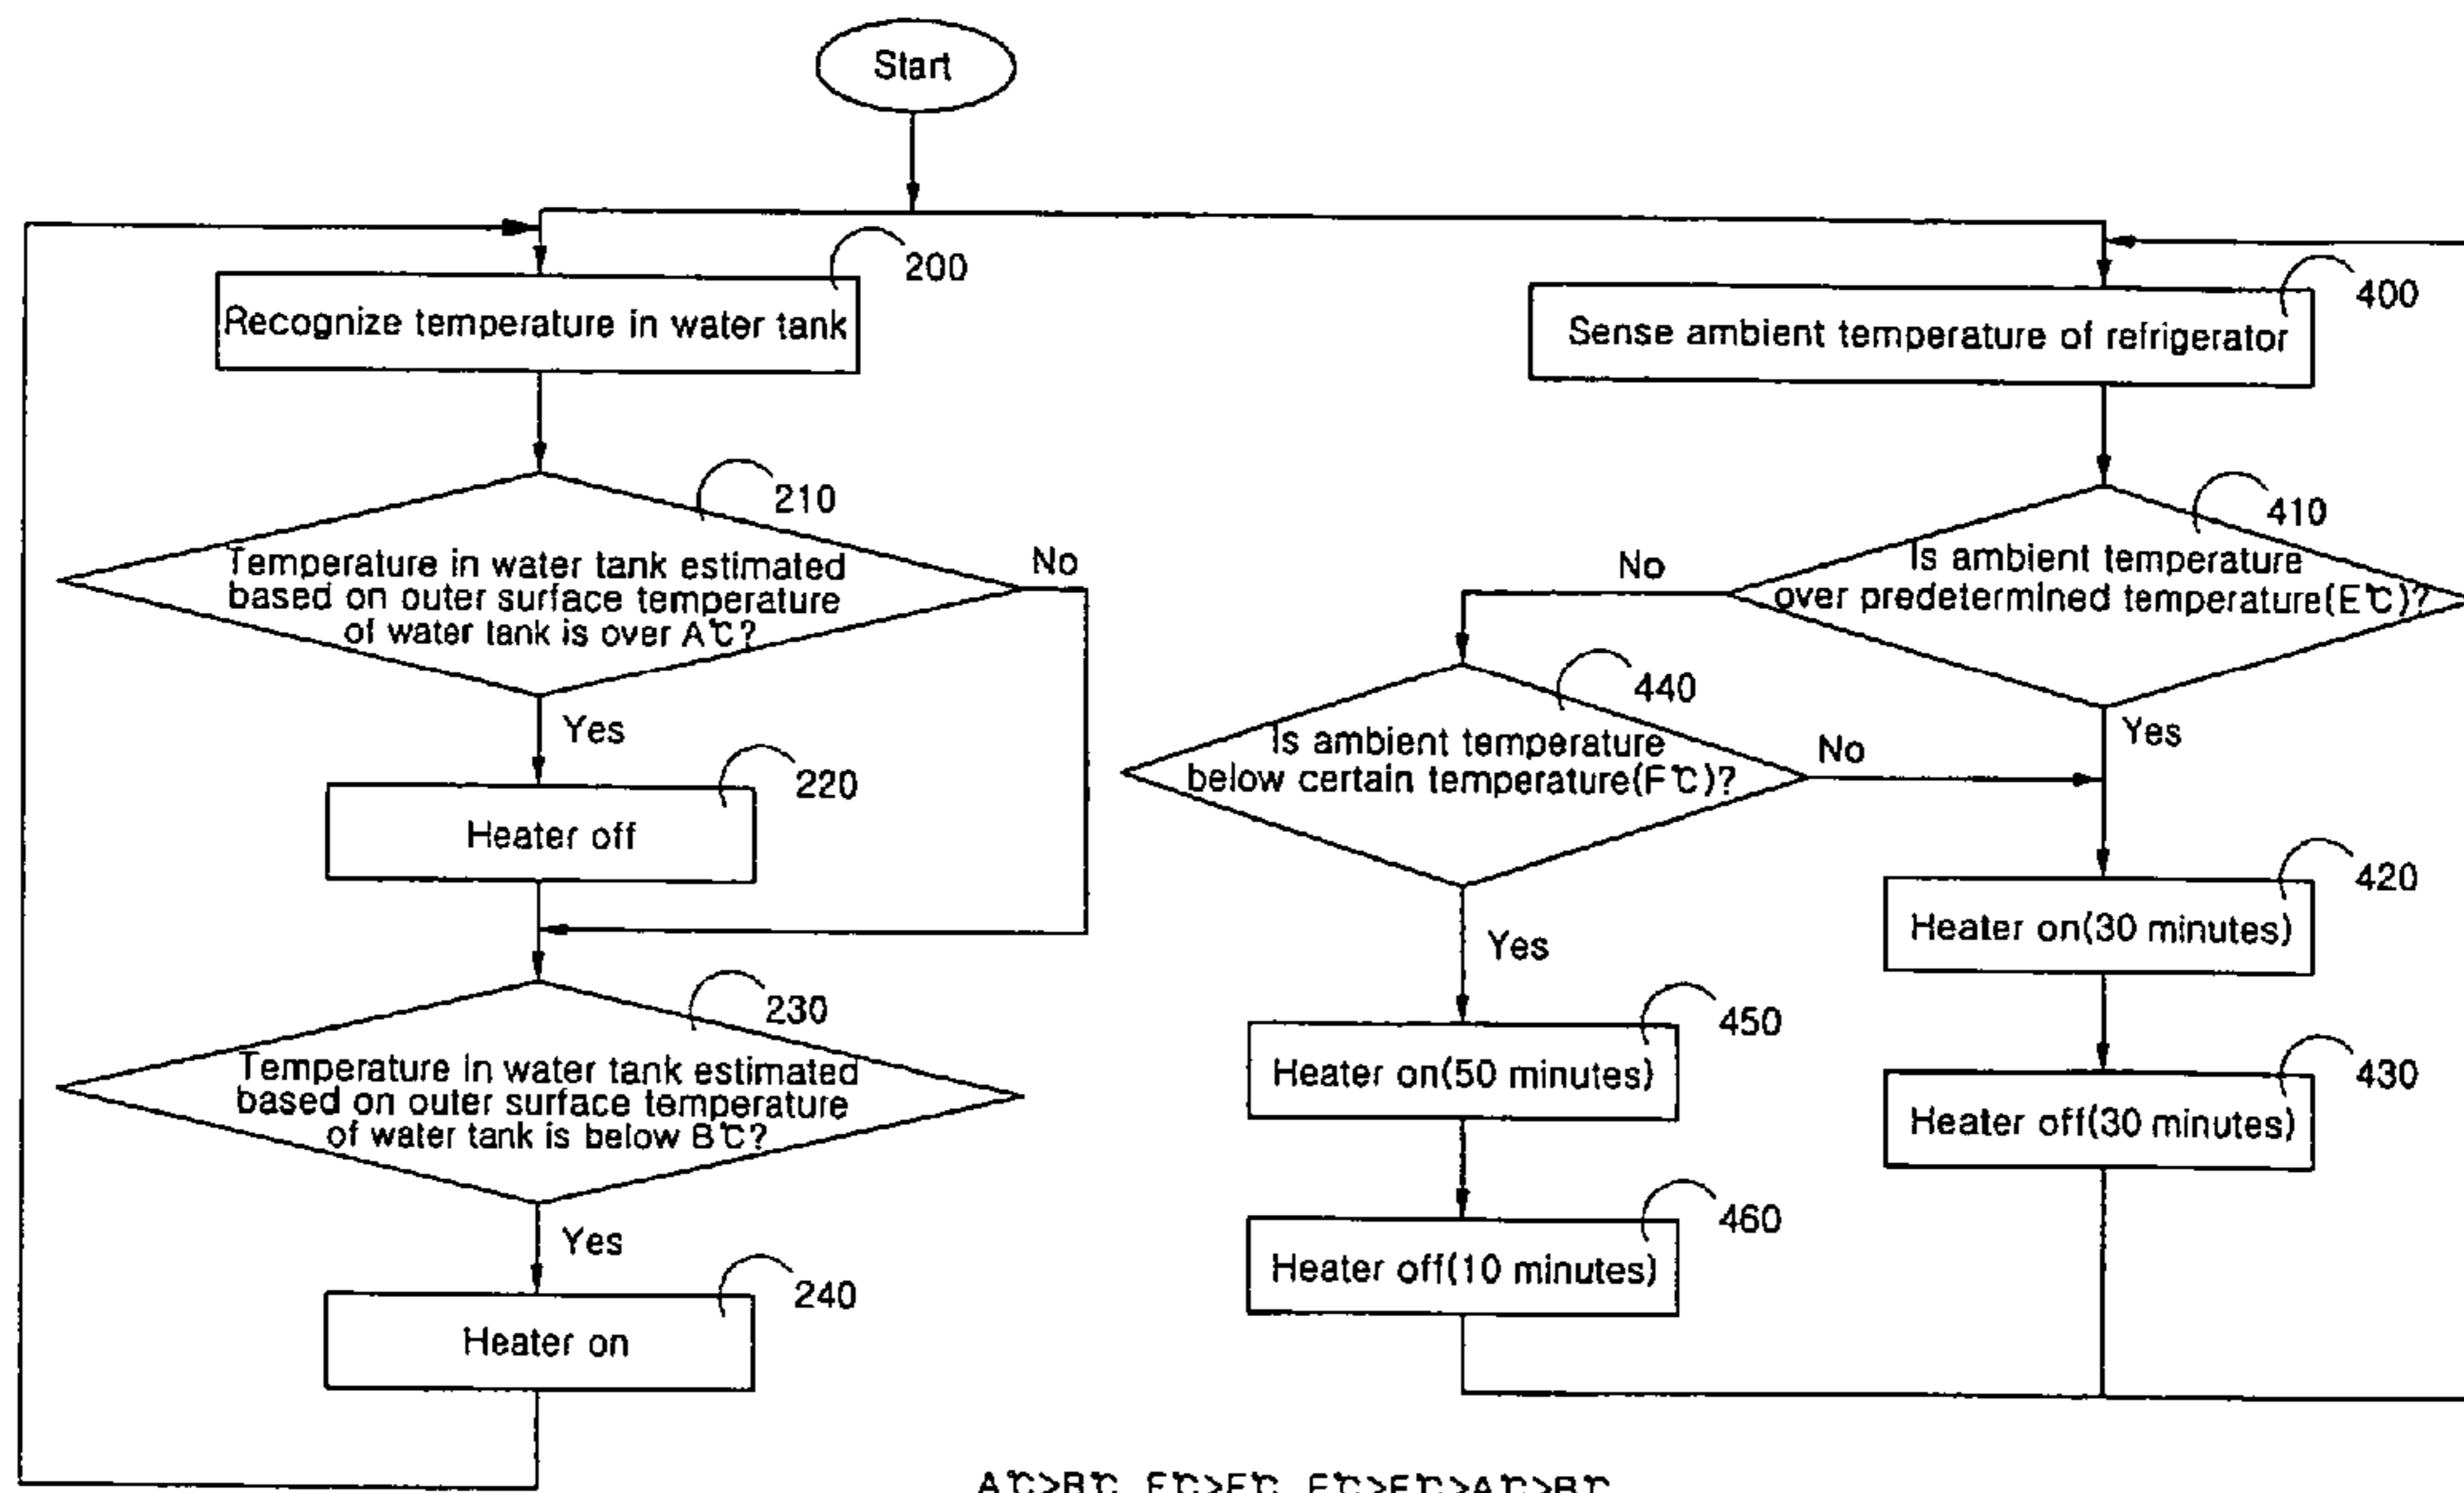 Start
200
Recognize temperature in water tank
210
Temperature in water tank estimated
based on outer surface temperature
of water tank is over A℃?
No
Yes
220
Heater off
230
Temperature in water tank estimated
based on outer surface temperature
of water tank is below B℃?
Yes
240
Heater on
400
Sense ambient temperature of refrigerator
410
Is ambient temperature
over predetermined temperature(E℃)?
No
Yes
440
Is ambient temperature
below certain temperature(F℃)?
No
Yes
450
Heater on(50 minutes)
460
Heater off(10 minutes)
420
Heater on(30 minutes)
430
Heater off(30 minutes)
A℃>B℃